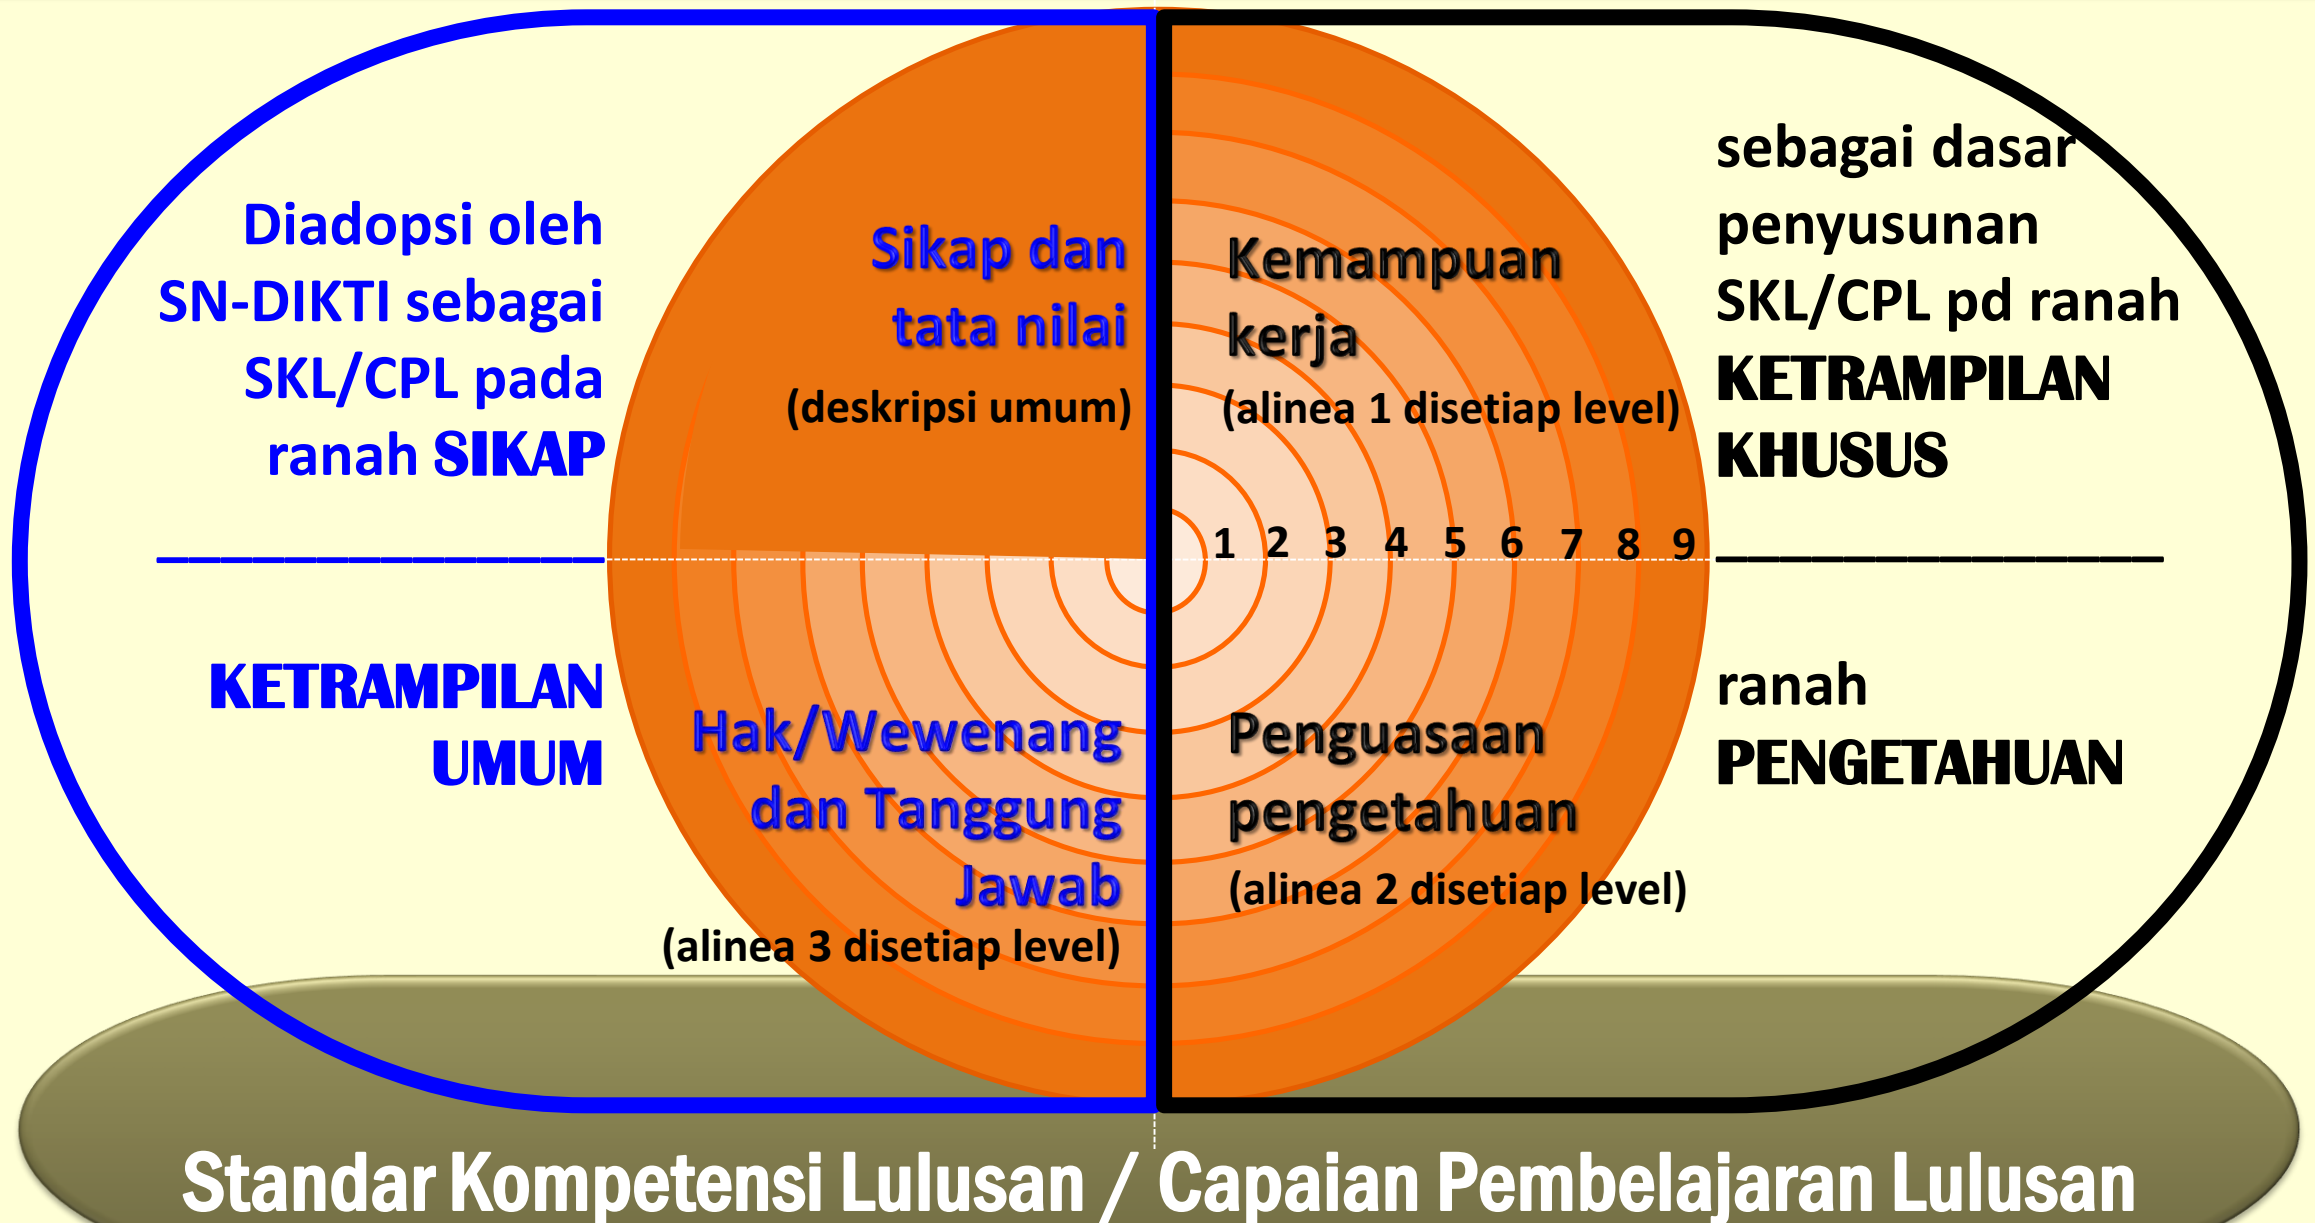 Diadopsi oleh
SN-DIKTI sebagai
SKL/CPL pada
ranah SIKAP
KETRAMPILAN
UMUM
Sikap dan
tata nilai
(deskripsi umum)
Hak/Wewenang
dan Tanggung
Jawab
(alinea 3 disetiap level)
Kemampuan
kerja
(alinea 1 disetiap level)
1 2 3 4 5 6 7 8 9
Penguasaan
pengetahuan
(alinea 2 disetiap level)
sebagai dasar
penyusunan
SKL/CPL pd ranah
KETRAMPILAN
KHUSUS
ranah
PENGETAHUAN
Standar Kompetensi Lulusan / Capaian Pembelajaran Lulusan